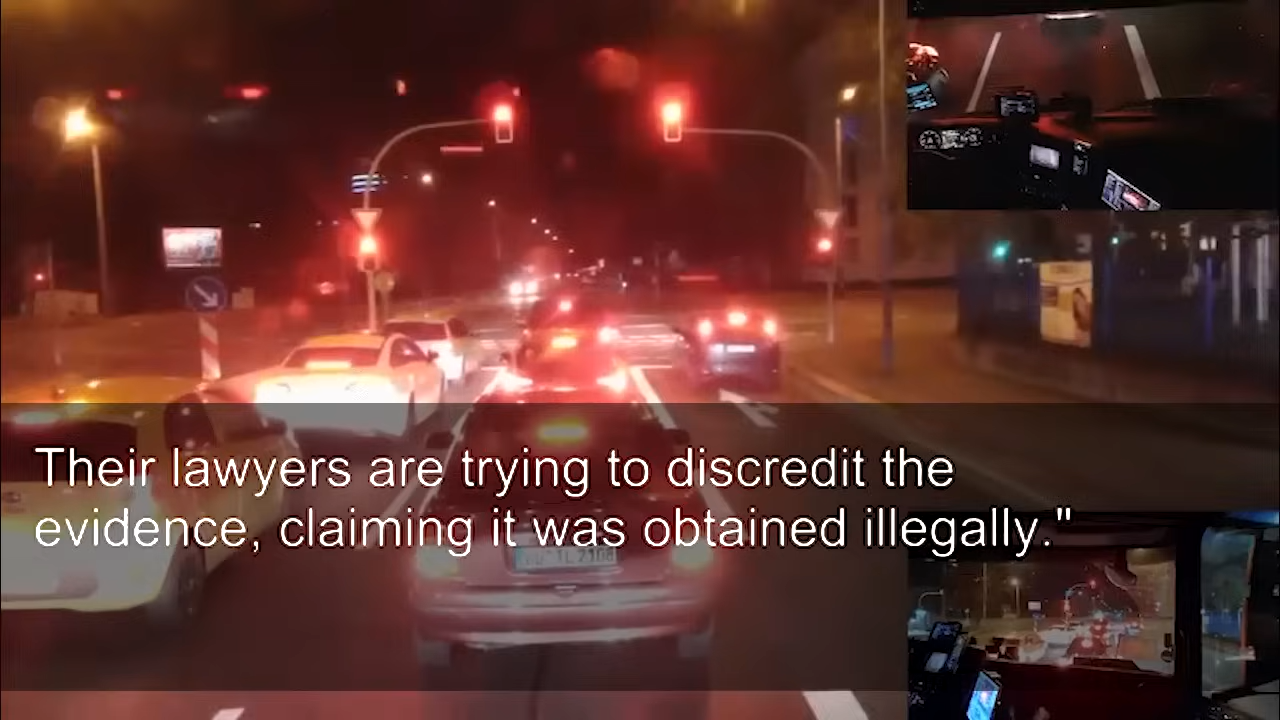 Their lawyers are trying to discredit the
evidence, claiming it was obtained illegally."